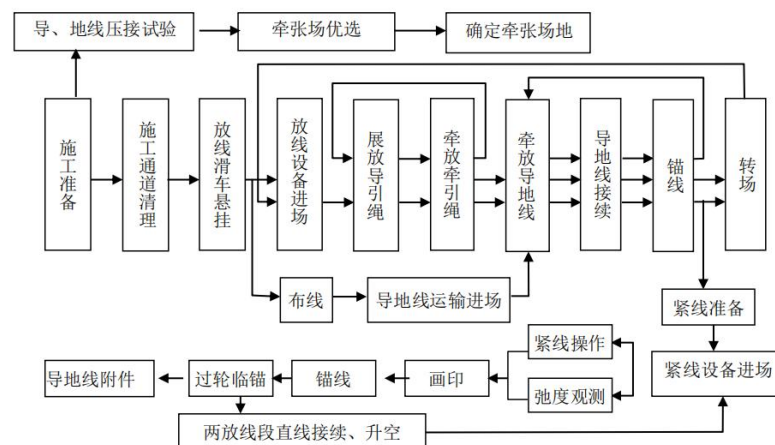 导、地线压接试验
牵张场优选
确定牵张场地
施工准备
施工通道清理
放线滑车悬挂
放线设备进场
展放导引绳
牵放牵引绳
牵放导地线
导地线接续
锚线
转场
布线
导地线运输进场
紧线准备
紧线设备进场
紧线操作
弛度观测
画印
锚线
过轮临锚
导地线附件
两放线段直线接续、升空